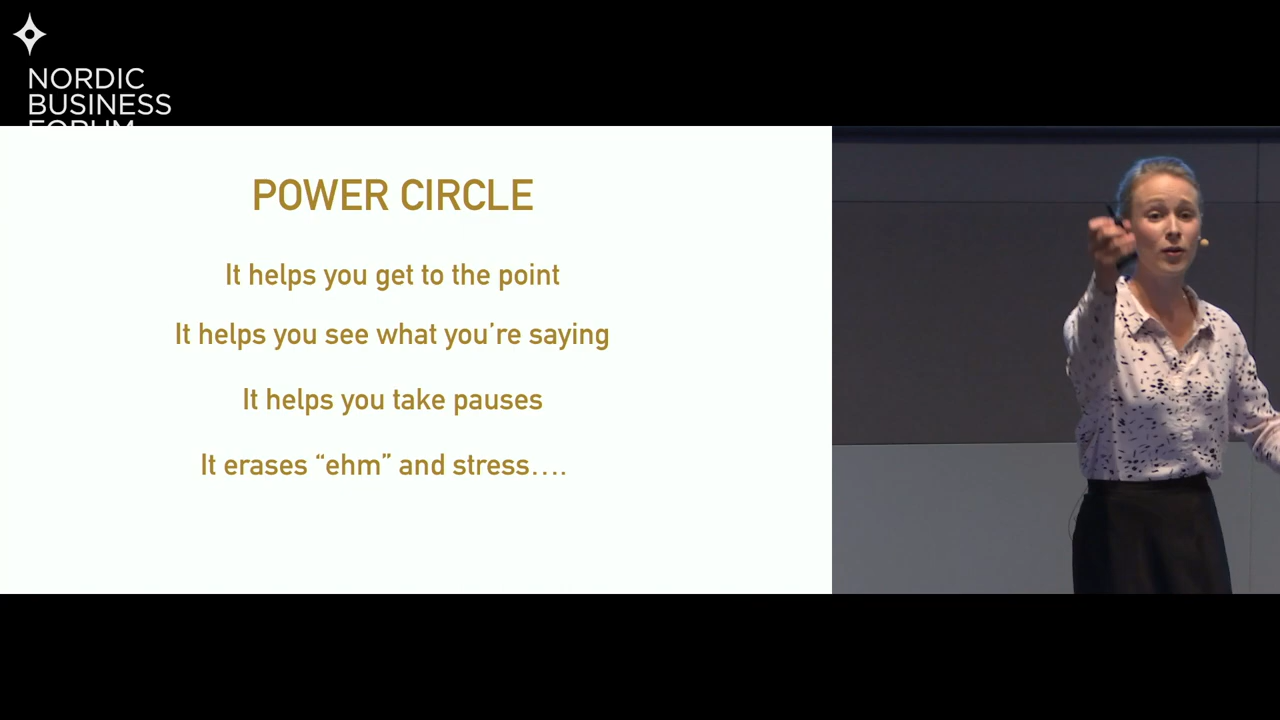 NORDIC
BUSINESS
FORUM
POWER CIRCLE
It helps you get to the point
It helps you see what you’re saying
It helps you take pauses
It erases “ehm” and stress….